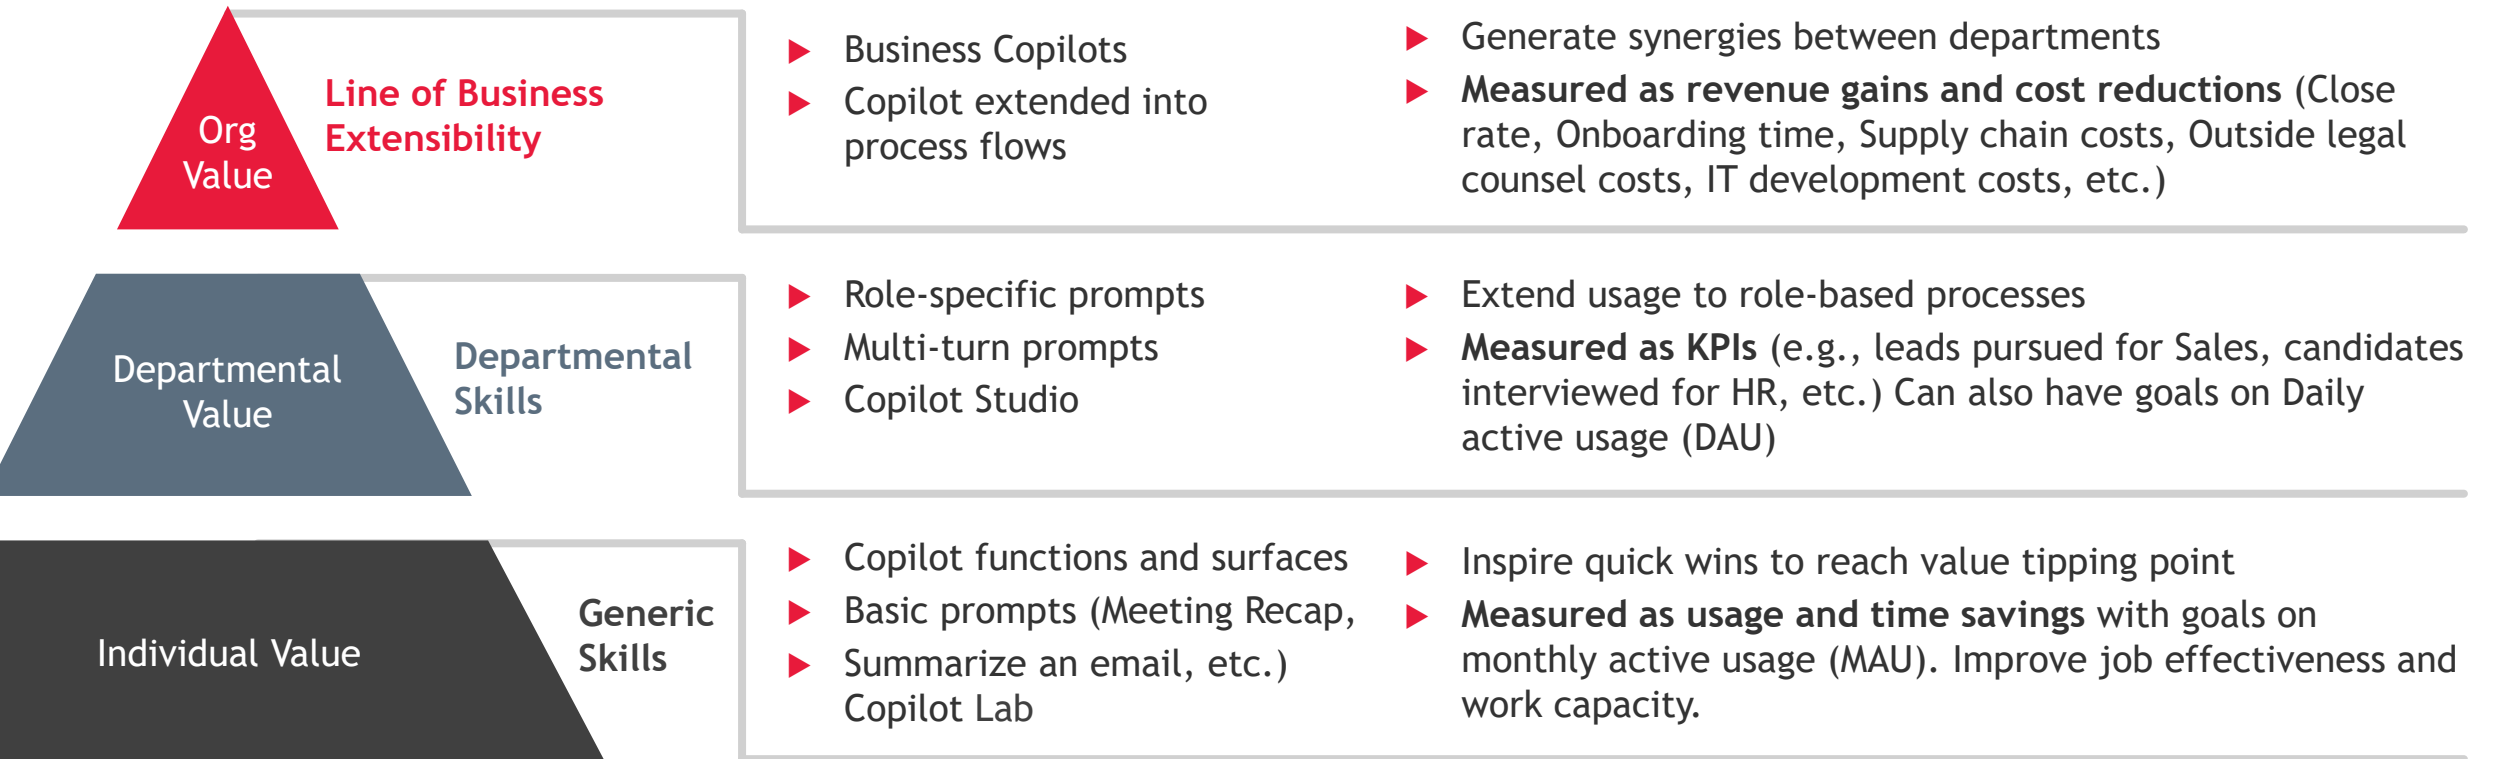 Org
Value
Line of Business
Extensibility
Business Copilots
Copilot extended into
process flows
Generate synergies between departments
Measured as revenue gains and cost reductions (Close
rate, Onboarding time, Supply chain costs, Outside legal
counsel costs, IT development costs, etc.)
Departmental
Value
Departmental
Skills
Role-specific prompts
Multi-turn prompts
Copilot Studio
Extend usage to role-based processes
Measured as KPIs (e.g., leads pursued for Sales, candidates
interviewed for HR, etc.) Can also have goals on Daily
active usage (DAU)
Individual Value
Generic
Skills
Copilot functions and surfaces
Basic prompts (Meeting Recap,
Summarize an email, etc.)
Copilot Lab
Inspire quick wins to reach value tipping point
Measured as usage and time savings with goals on
monthly active usage (MAU). Improve job effectiveness and
work capacity.